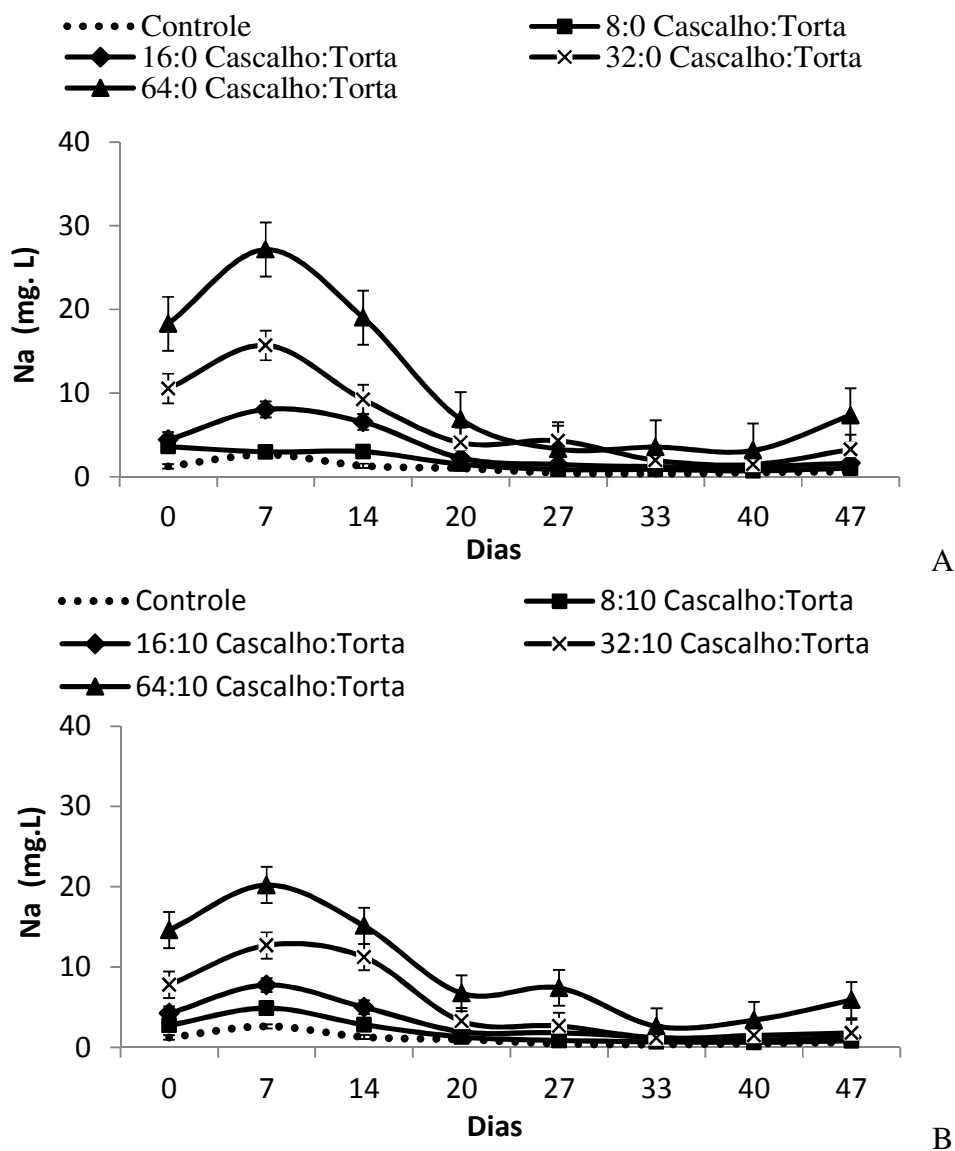 Controle 8:0 Cascalho:Torta
16:0 Cascalho:Torta 32:0 Cascalho:Torta
64:0 Cascalho:Torta
40
30
20
10
0
Na (mg. L)
0 7 14 20 27 33 40 47
Dias
A
Controle 8:10 Cascalho:Torta
16:10 Cascalho:Torta 32:10 Cascalho:Torta
64:10 Cascalho:Torta
40
30
20
10
0
Na (mg.L)
0 7 14 20 27 33 40 47
Dias
B